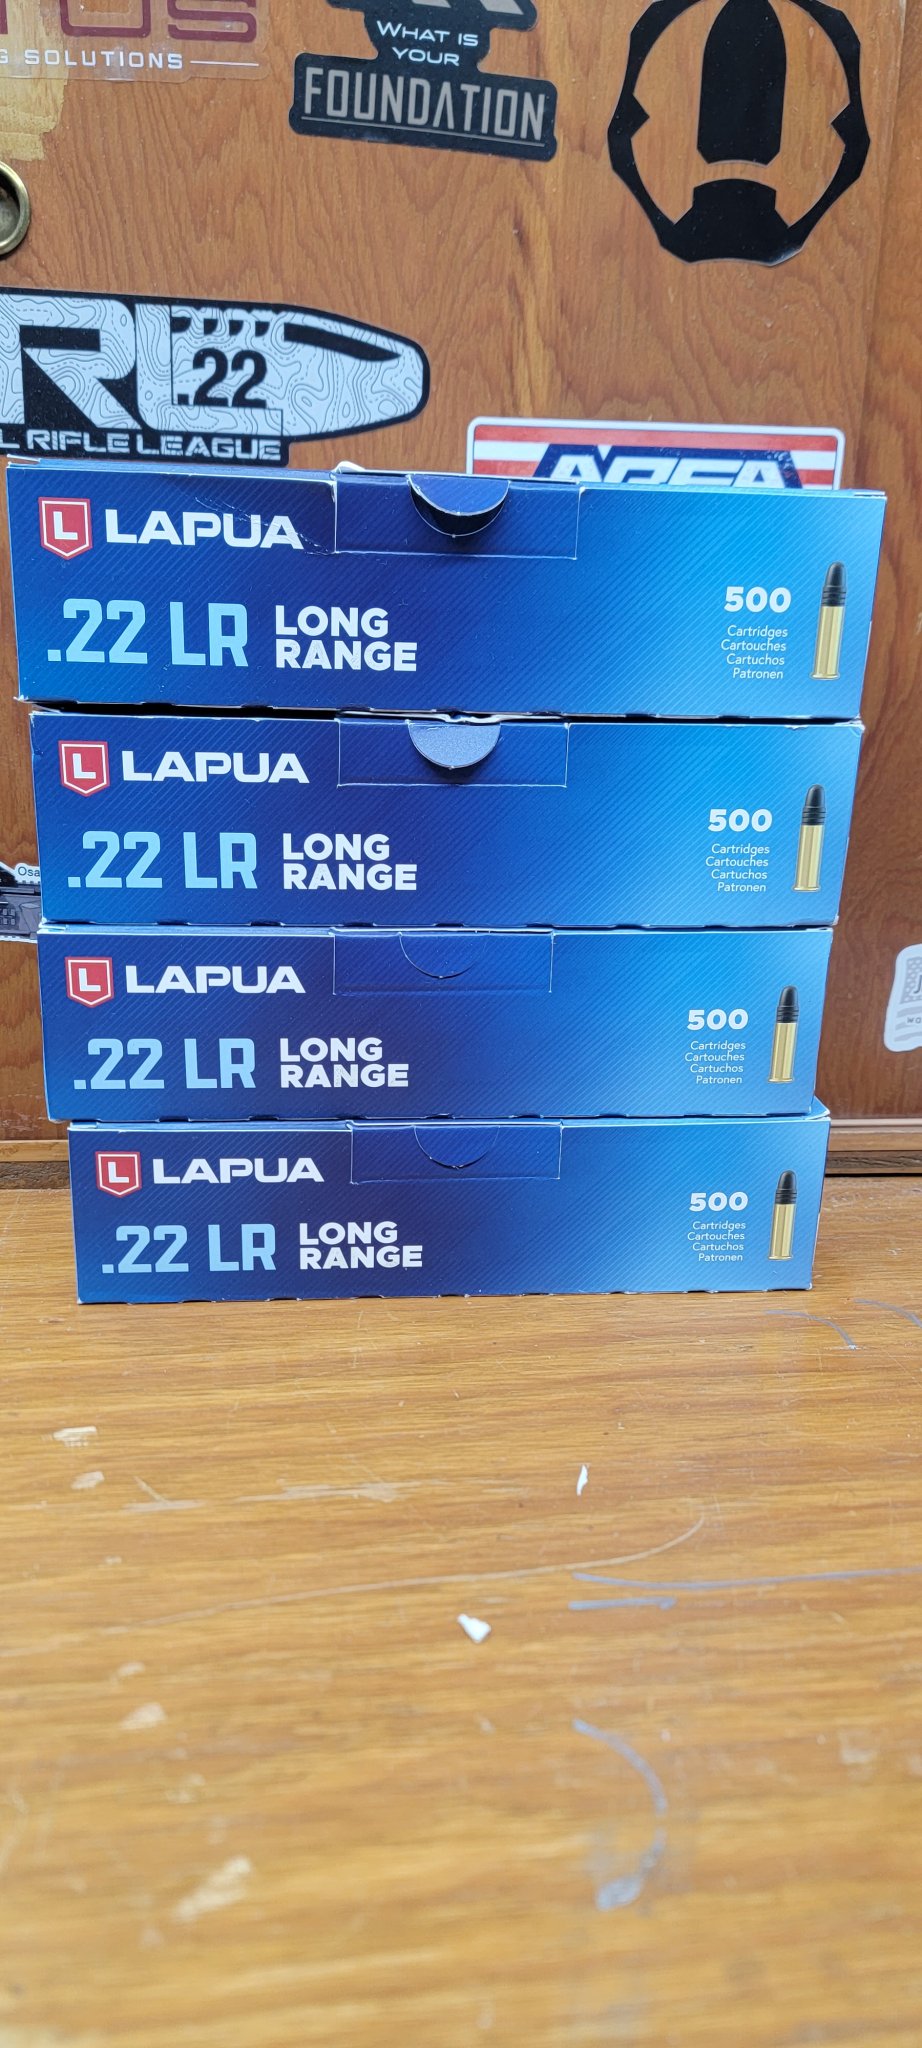 G SOLUTIONS
WHAT IS
YOUR
FOUNDATION
RL .22
L RIFLE LEAGUE
L LAPUA
.22 LR LONG
RANGE
500
Cartridges
Cartouches
Cartuchos
Patronen
L LAPUA
.22 LR LONG
RANGE
500
Cartridges
Cartouches
Cartuchos
Patronen
Osa
L LAPUA
.22 LR LONG
RANGE
500
Cartridges
Cartouches
Cartuchos
Patronen
L LAPUA
.22 LR LONG
RANGE
500
Cartridges
Cartouches
Cartuchos
Patronen